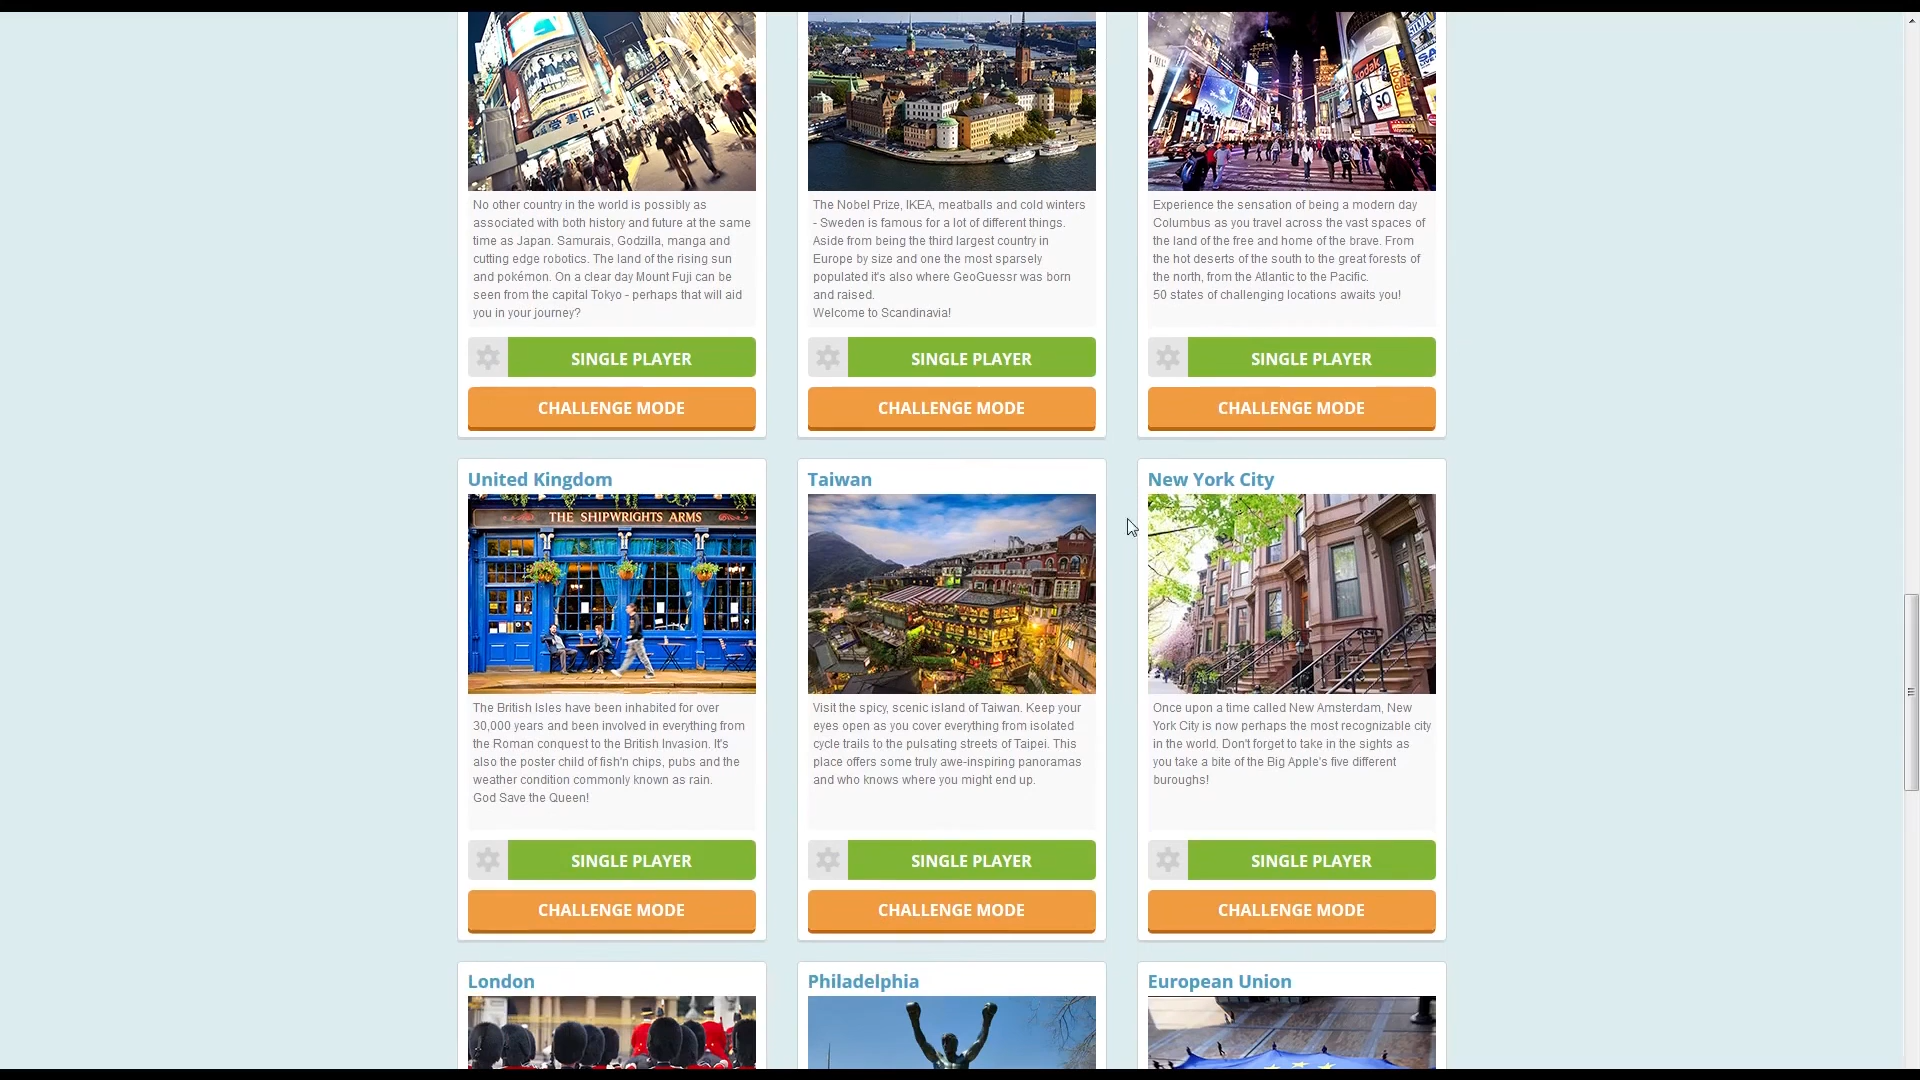 No other country in the world is possibly as
associated with both history and future at the same
time as Japan. Samurais, Godzilla, manga and
cutting edge robotics. The land of the rising sun
and pokémon. On a clear day Mount Fuji can be
seen from the capital Tokyo - perhaps that will aid
you in your journey?
SINGLE PLAYER
CHALLENGE MODE
The Nobel Prize, IKEA, meatballs and cold winters
- Sweden is famous for a lot of different things.
Aside from being the third largest country in
Europe by size and one the most sparsely
populated it's also where GeoGuessr was born
and raised.
Welcome to Scandinavia!
SINGLE PLAYER
CHALLENGE MODE
Kodak
SO
Experience the sensation of being a modern day
Columbus as you travel across the vast spaces of
the land of the free and home of the brave. From
the hot deserts of the south to the great forests of
the north, from the Atlantic to the Pacific.
50 states of challenging locations awaits you!
SINGLE PLAYER
CHALLENGE MODE
United Kingdom
THE SHIPWRIGHTS ARMS
The British Isles have been inhabited for over
30,000 years and been involved in everything from
the Roman conquest to the British Invasion. It's
also the poster child of fish'n chips, pubs and the
weather condition commonly known as rain.
God Save the Queen!
SINGLE PLAYER
CHALLENGE MODE
Taiwan
Visit the spicy, scenic island of Taiwan. Keep your
eyes open as you cover everything from isolated
cycle trails to the pulsating streets of Taipei. This
place offers some truly awe-inspiring panoramas
and who knows where you might end up.
SINGLE PLAYER
CHALLENGE MODE
New York City
Once upon a time called New Amsterdam, New
York City is now perhaps the most recognizable city
in the world. Don't forget to take in the sights as
you take a bite of the Big Apple's five different
buroughs!
SINGLE PLAYER
CHALLENGE MODE
London
Philadelphia
European Union